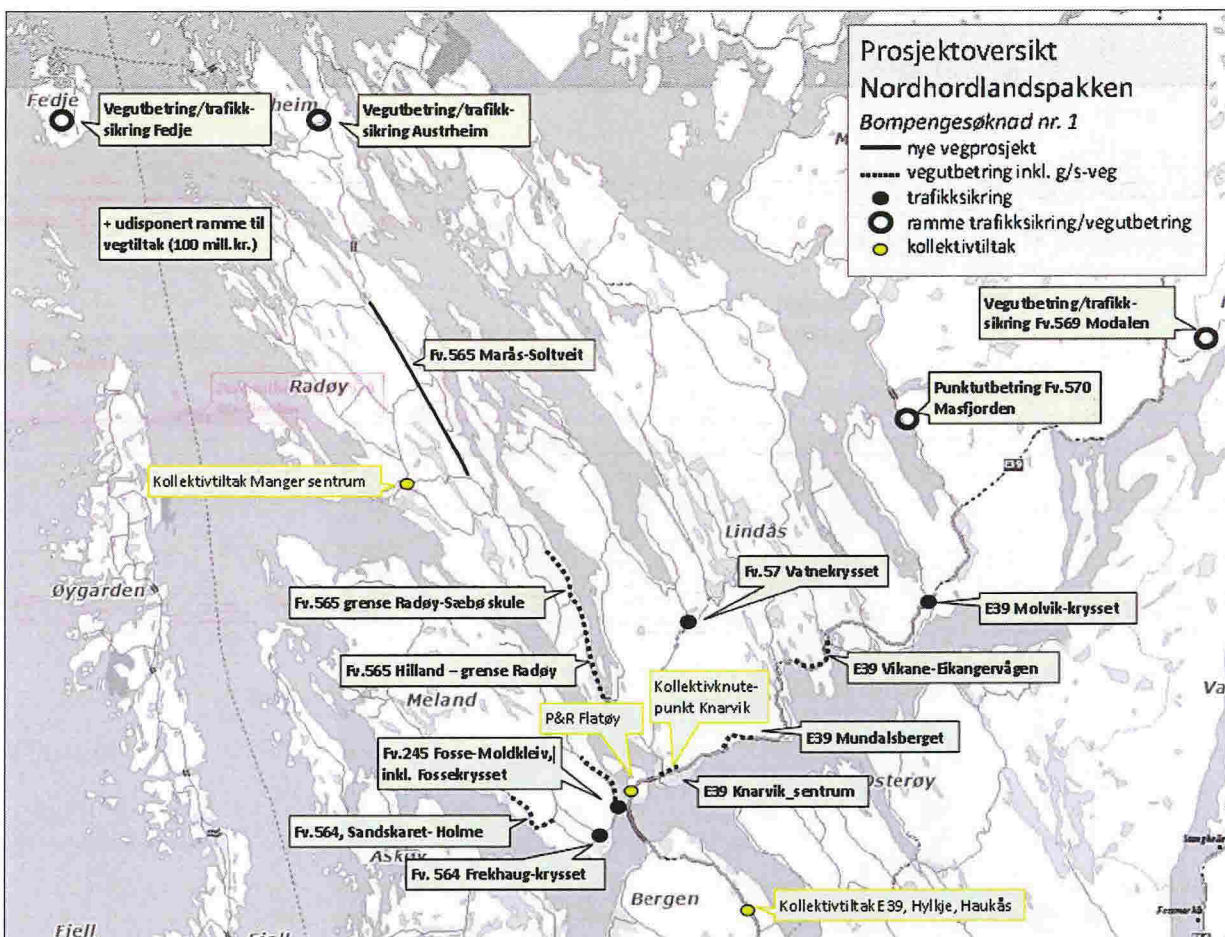 Prosjektoversikt
Nordhordlandspakken
Bompengesøknad nr. 1
nye vegprosjekt
vegutbetring inkl. g/s-veg
trafikksikring
ramme trafikksikring/vegutbetring
kollektivtiltak
Fedje
Vegutbetring/trafikk-
sikring Fedje
heim
Vegutbetring/trafikk-
sikring Austrheim
+ udisponert ramme til
vegtiltak (100 mill.kr.)
Vegutbetring/trafikk-
sikring Fv.569 Modalen
Fv.565 Marås-Soltveit
Radøy
Punktutbetring Fv.570
Masfjorden
Kollektivtiltak Manger sentrum
Lindås
Fv.57 Vatnekrysset
Øygarden
Fv.565 grense Radøy-Sæbø skule
E39 Molvik-krysset
Fv.565 Hilland – grense Radøy
E39 Vikane-Eikangervågen
Meland
Kollektivknute-
punkt Knarvik
P&R Flatøy
Fv.245 Fosse-Moldkleiv,
inkl. Fossekrysset
E39 Mundalsberget
E39 Knarvik_sentrum
Osterøy
Fv.564, Sandskaret- Holme
Askøy
Fv. 564 Frekhaug-krysset
Bergen
Kollektivtiltak E39, Hylkje, Haukås
Fjell